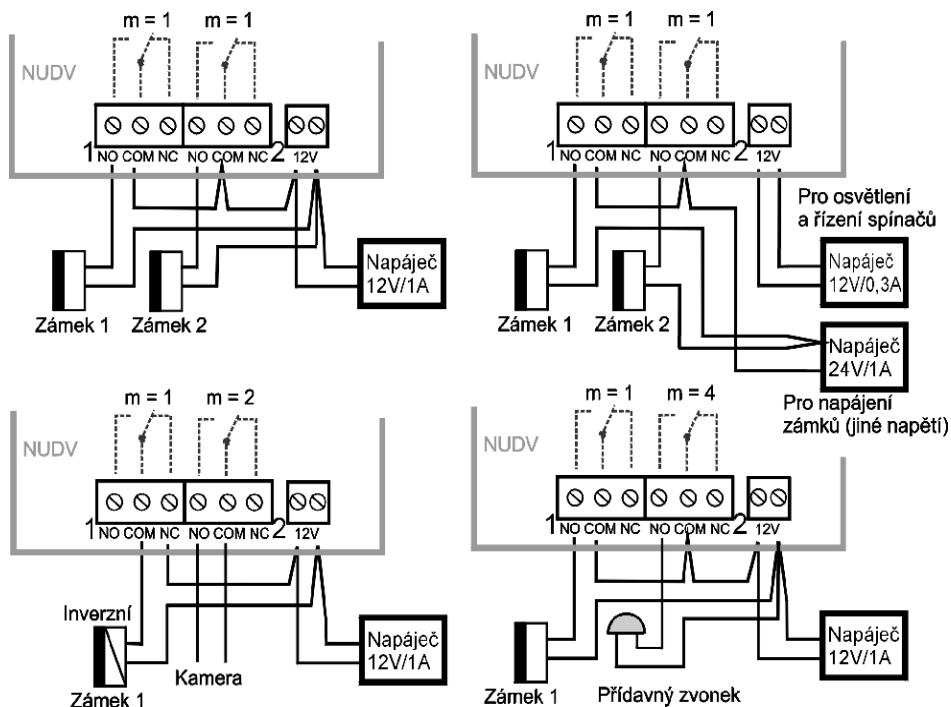 m = 1 m = 1
NUDV
1 NO COM NC NO COM NC 2 12V
Zámek 1
Zámek 2
Napáječ
12V/1A
m = 1 m = 1
NUDV
1 NO COM NC NO COM NC 2 12V
Pro osvětlení
a řízení spínačů
Napáječ
12V/0,3A
Zámek 1
Zámek 2
Napáječ
24V/1A
Pro napájení
zámků (jiné napětí)
m = 1 m = 2
NUDV
1 NO COM NC NO COM NC 2 12V
Inverzní
Zámek 1
Kamera
Napáječ
12V/1A
m = 1 m = 4
NUDV
1 NO COM NC NO COM NC 2 12V
Zámek 1
Přídavný zvonek
Napáječ
12V/1A